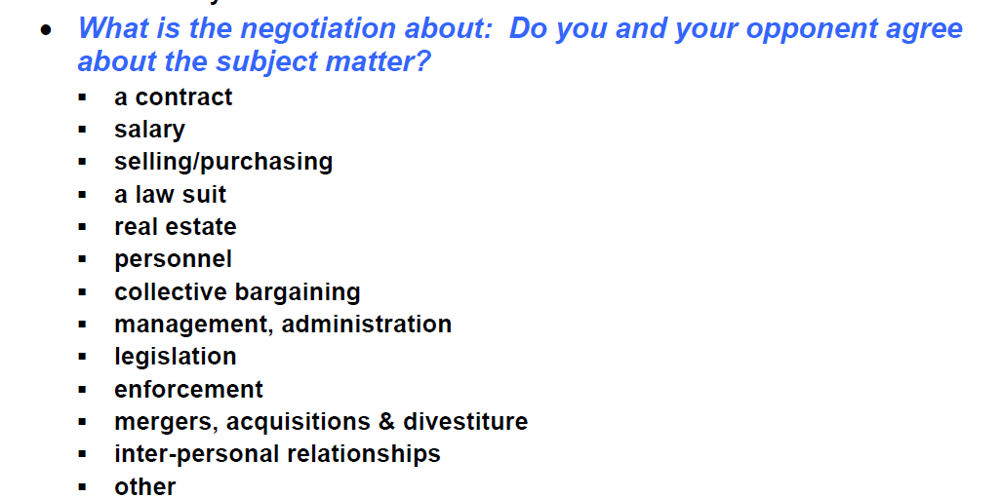 • What is the negotiation about:  Do you and your opponent agree
about the subject matter?
▪ a contract
▪ salary
▪ selling/purchasing
▪ a law suit
▪ real estate
▪ personnel
▪ collective bargaining
▪ management, administration
▪ legislation
▪ enforcement
▪ mergers, acquisitions & divestiture
▪ inter-personal relationships
▪ other